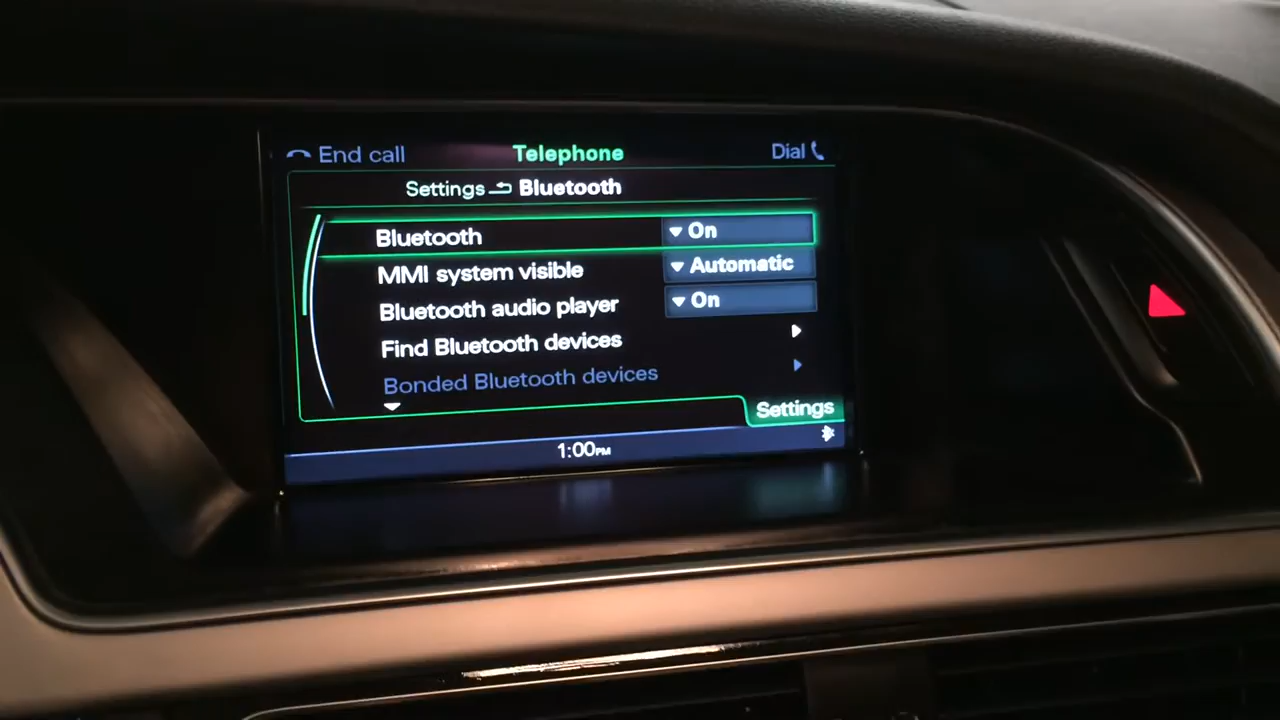 End call Telephone Dial
Settings Bluetooth
Bluetooth On
MMI system visible Automatic
Bluetooth audio player On
Find Bluetooth devices
Bonded Bluetooth devices
Settings
1:00PM